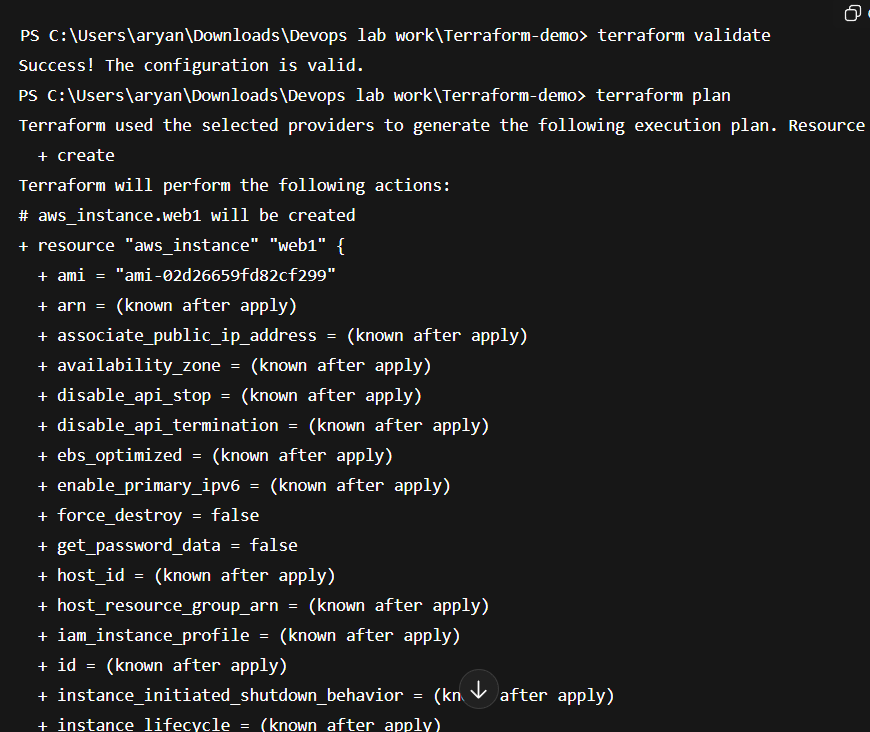 PS C:\Users\aryan\Downloads\Devops lab work\Terraform-demo> terraform validate
Success! The configuration is valid.
PS C:\Users\aryan\Downloads\Devops lab work\Terraform-demo> terraform plan
Terraform used the selected providers to generate the following execution plan. Resource
  + create
Terraform will perform the following actions:
# aws_instance.web1 will be created
+ resource "aws_instance" "web1" {
  + ami = "ami-02d26659fd82cf299"
  + arn = (known after apply)
  + associate_public_ip_address = (known after apply)
  + availability_zone = (known after apply)
  + disable_api_stop = (known after apply)
  + disable_api_termination = (known after apply)
  + ebs_optimized = (known after apply)
  + enable_primary_ipv6 = (known after apply)
  + force_destroy = false
  + get_password_data = false
  + host_id = (known after apply)
  + host_resource_group_arn = (known after apply)
  + iam_instance_profile = (known after apply)
  + id = (known after apply)
  + instance_initiated_shutdown_behavior = (kn after apply)
  + instance_lifecycle = (known after apply)